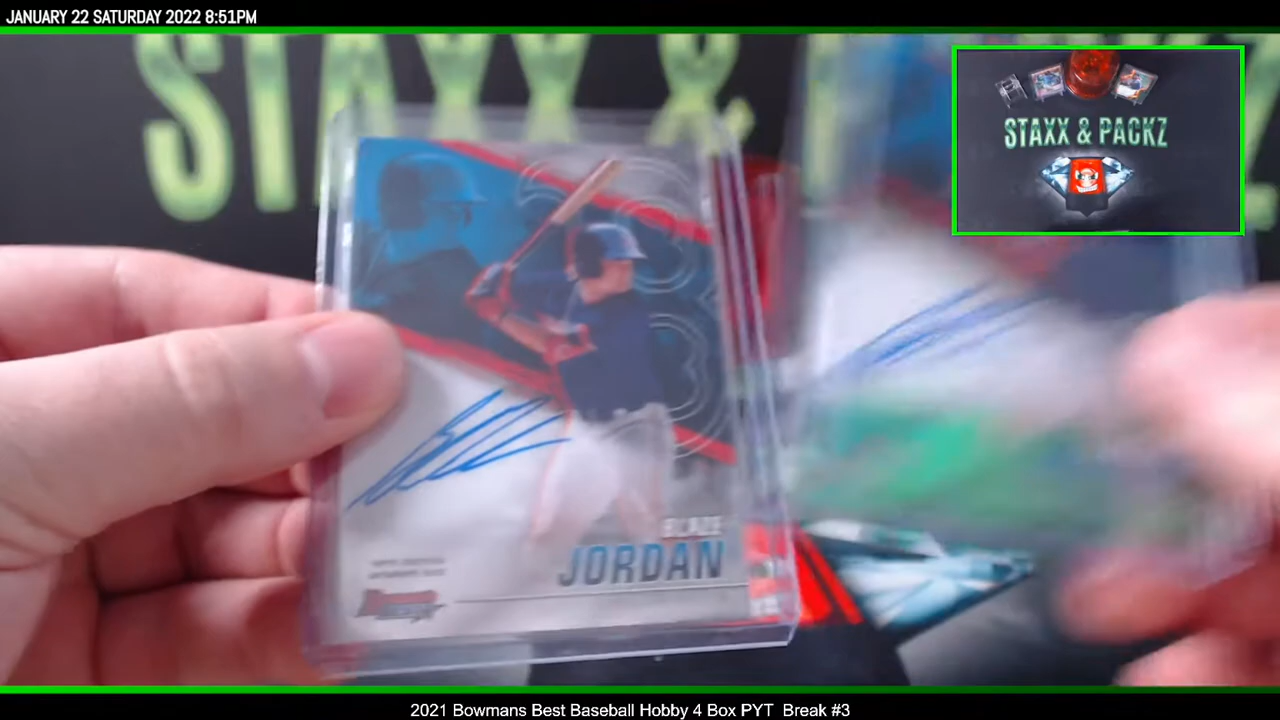 JANUARY 22 SATURDAY 2022 8:51PM
STAXX &
STAXX & PACKZ
BLAZE
JORDAN
2021 Bowmans Best Baseball Hobby 4 Box PYT Break #3